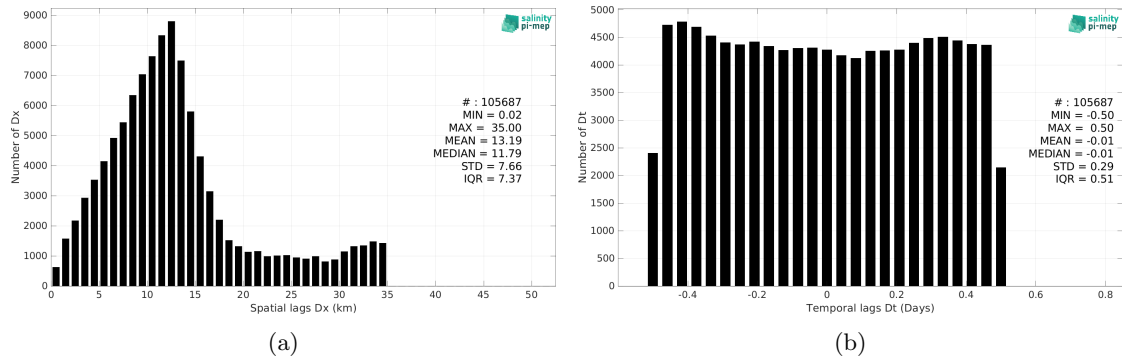 salinity
pi-mep
# : 105687
MIN = 0.02
MAX = 35.00
MEAN = 13.19
MEDIAN = 11.79
STD = 7.66
IQR = 7.37
Number of Dx
9000
8000
7000
6000
5000
4000
3000
2000
1000
0
0 5 10 15 20 25 30 35 40 45 50
Spatial lags Dx (km)
(a)
salinity
pi-mep
# : 105687
MIN = -0.50
MAX = 0.50
MEAN = -0.01
MEDIAN = -0.01
STD = 0.29
IQR = 0.51
Number of Dt
5000
4500
4000
3500
3000
2500
2000
1500
1000
500
0
-0.4 -0.2 0 0.2 0.4 0.6 0.8
Temporal lags Dt (Days)
(b)